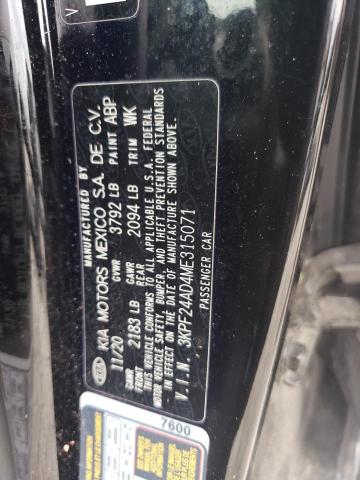 MANUFACTURED BY
KIA MOTORS MEXICO S.A. DE C.V.
11/20 GVWR 3792 LB PAINT ABP
GAWR FRONT 2183 LB GAWR REAR 2094 LB TRIM WK
THIS VEHICLE CONFORMS TO ALL APPLICABLE U.S.A. FEDERAL
MOTOR VEHICLE SAFETY, BUMPER, AND THEFT PREVENTION STANDARDS
IN EFFECT ON THE DATE OF MANUFACTURE SHOWN ABOVE.
V.I.N. 3KPF24AD4ME315071
PASSENGER CAR
7600
V